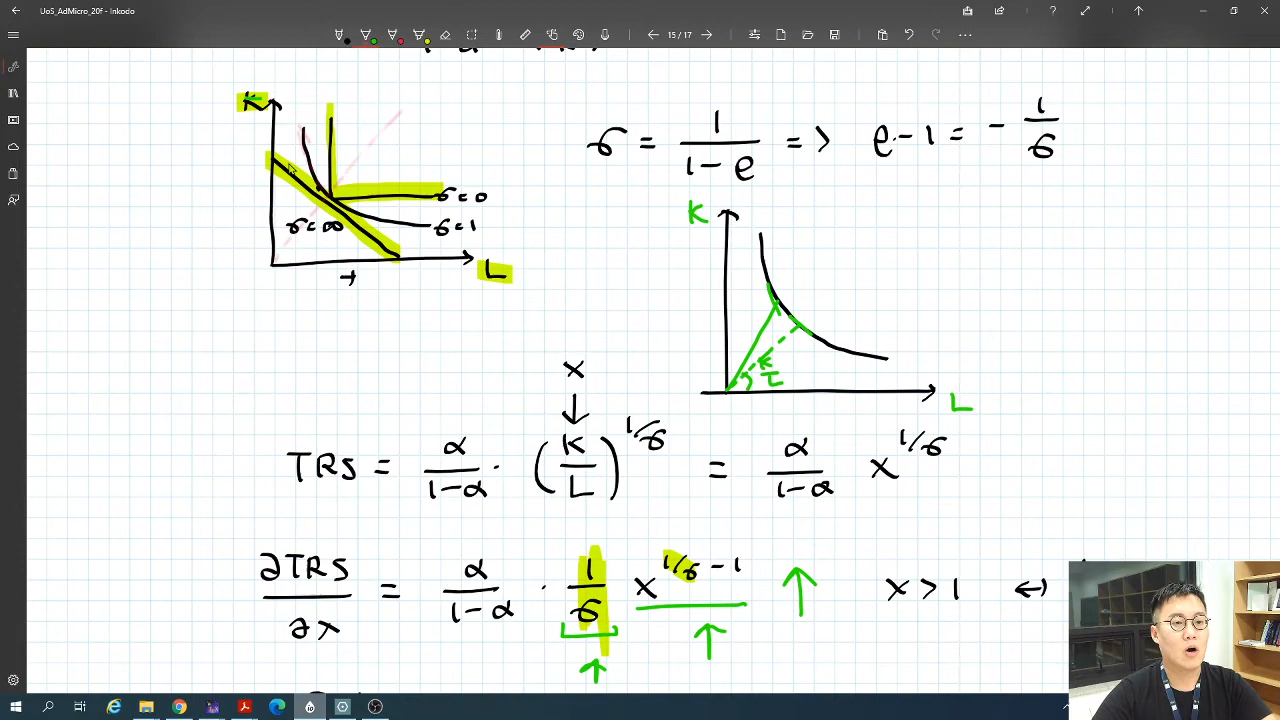 UoS_AdMicro_20f - Inkodo
15/17
K
σ = 1/(1-ρ) => ρ-1 = -1/σ
σ=0
σ=∞
σ=1
L
K
K/L
L
x
↓
TRS = α/(1-α) · (K/L)^(1/σ) = α/(1-α) x^(1/σ)
∂TRS/∂x = α/(1-α) · 1/σ x^(1/σ - 1) ↑ x > 1 ↔
↑ ↑